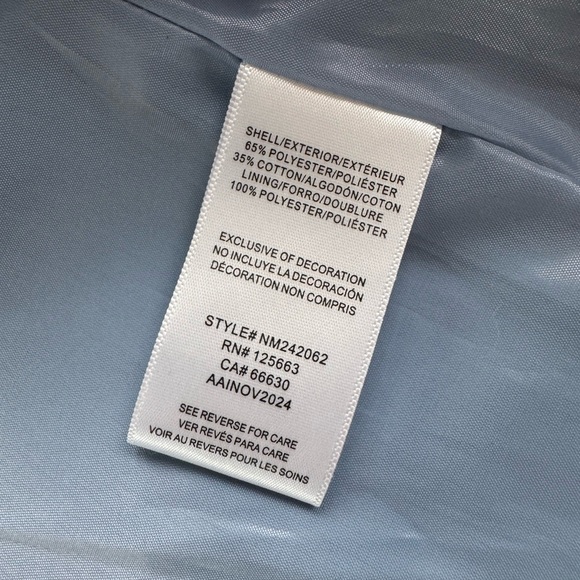 SHELL/EXTERIOR/EXTÉRIEUR
65% POLYESTER/POLIÉSTER
35% COTTON/ALGODÓN/COTON
LINING/FORRO/DOUBLURE
100% POLYESTER/POLIÉSTER
EXCLUSIVE OF DECORATION
NO INCLUYE LA DECORACIÓN
DÉCORATION NON COMPRIS
STYLE# NM242062
RN# 125663
CA# 66630
AAINOV2024
SEE REVERSE FOR CARE
VER REVÉS PARA CARE
VOIR AU REVERS POUR LES SOINS